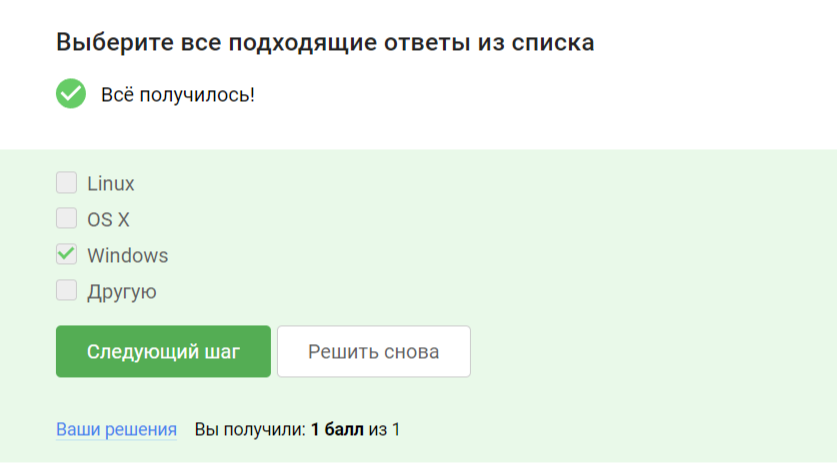 Выберите все подходящие ответы из списка
Всё получилось!
Linux
OS X
Windows
Другую
Следующий шаг
Решить снова
Ваши решения Вы получили: 1 балл из 1